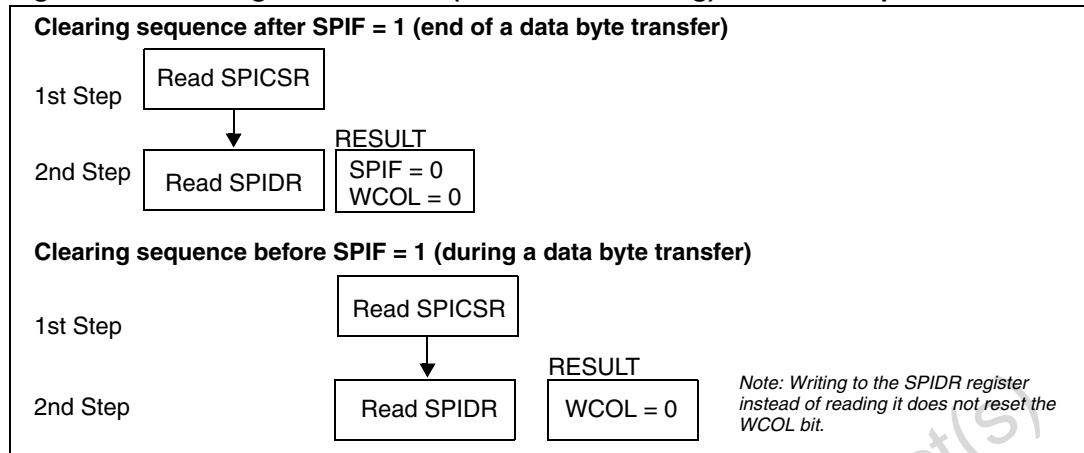 Clearing sequence after SPIF = 1 (end of a data byte transfer)
1st Step
Read SPICSR
RESULT
2nd Step
Read SPIDR
SPIF = 0
WCOL = 0
Clearing sequence before SPIF = 1 (during a data byte transfer)
1st Step
Read SPICSR
RESULT
2nd Step
Read SPIDR
WCOL = 0
Note: Writing to the SPIDR register
instead of reading it does not reset the
WCOL bit.